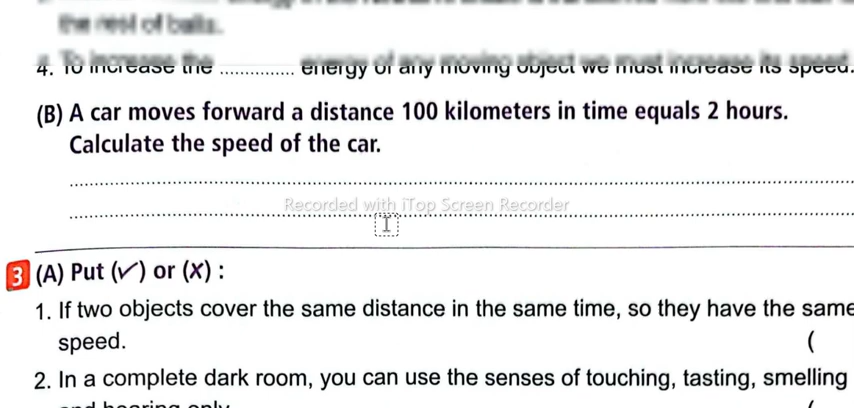 the rest of balls.
4. To increase the .............. energy of any moving object we must increase its speed.
(B) A car moves forward a distance 100 kilometers in time equals 2 hours.
Calculate the speed of the car.
Recorded with iTop Screen Recorder
3 (A) Put (✓) or (X) :
1. If two objects cover the same distance in the same time, so they have the same
speed. (
2. In a complete dark room, you can use the senses of touching, tasting, smelling
and hearing only. (